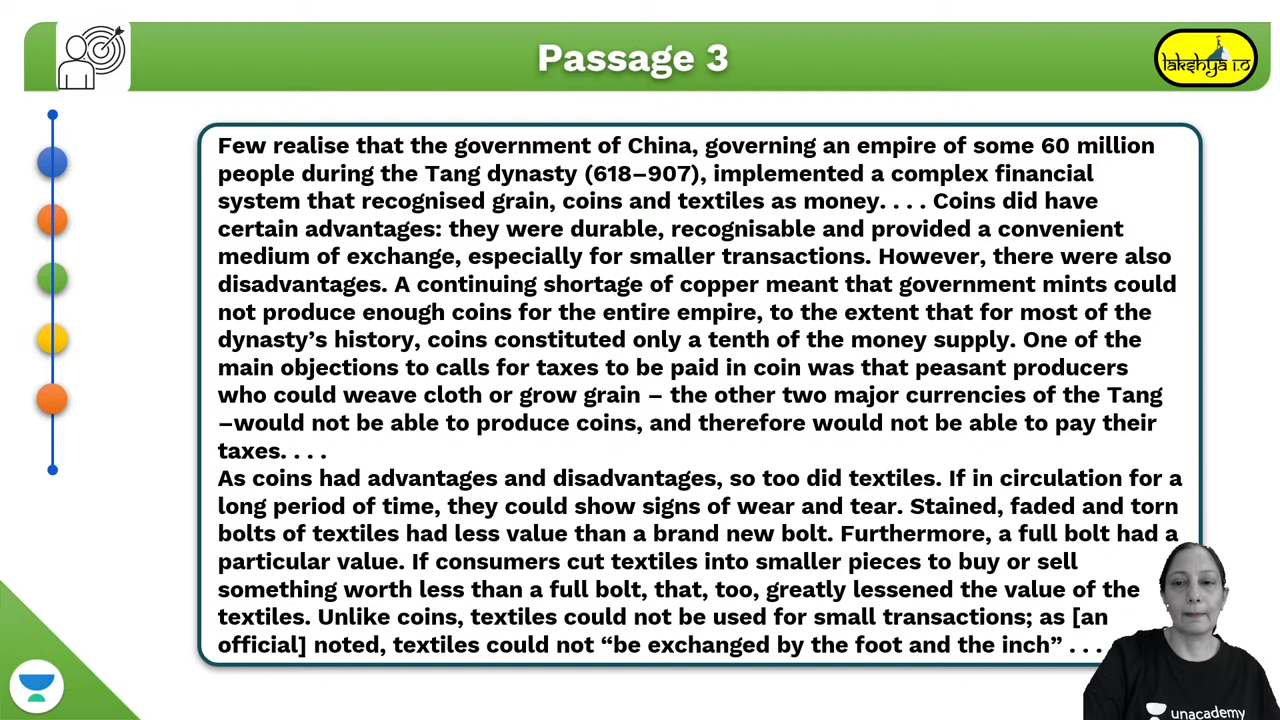 Passage 3
lakshya 1.0
Few realise that the government of China, governing an empire of some 60 million
people during the Tang dynasty (618–907), implemented a complex financial
system that recognised grain, coins and textiles as money. . . . Coins did have
certain advantages: they were durable, recognisable and provided a convenient
medium of exchange, especially for smaller transactions. However, there were also
disadvantages. A continuing shortage of copper meant that government mints could
not produce enough coins for the entire empire, to the extent that for most of the
dynasty’s history, coins constituted only a tenth of the money supply. One of the
main objections to calls for taxes to be paid in coin was that peasant producers
who could weave cloth or grow grain – the other two major currencies of the Tang
–would not be able to produce coins, and therefore would not be able to pay their
taxes. . . .
As coins had advantages and disadvantages, so too did textiles. If in circulation for a
long period of time, they could show signs of wear and tear. Stained, faded and torn
bolts of textiles had less value than a brand new bolt. Furthermore, a full bolt had a
particular value. If consumers cut textiles into smaller pieces to buy or sell
something worth less than a full bolt, that, too, greatly lessened the value of the
textiles. Unlike coins, textiles could not be used for small transactions; as [an
official] noted, textiles could not “be exchanged by the foot and the inch” . . .
unacademy